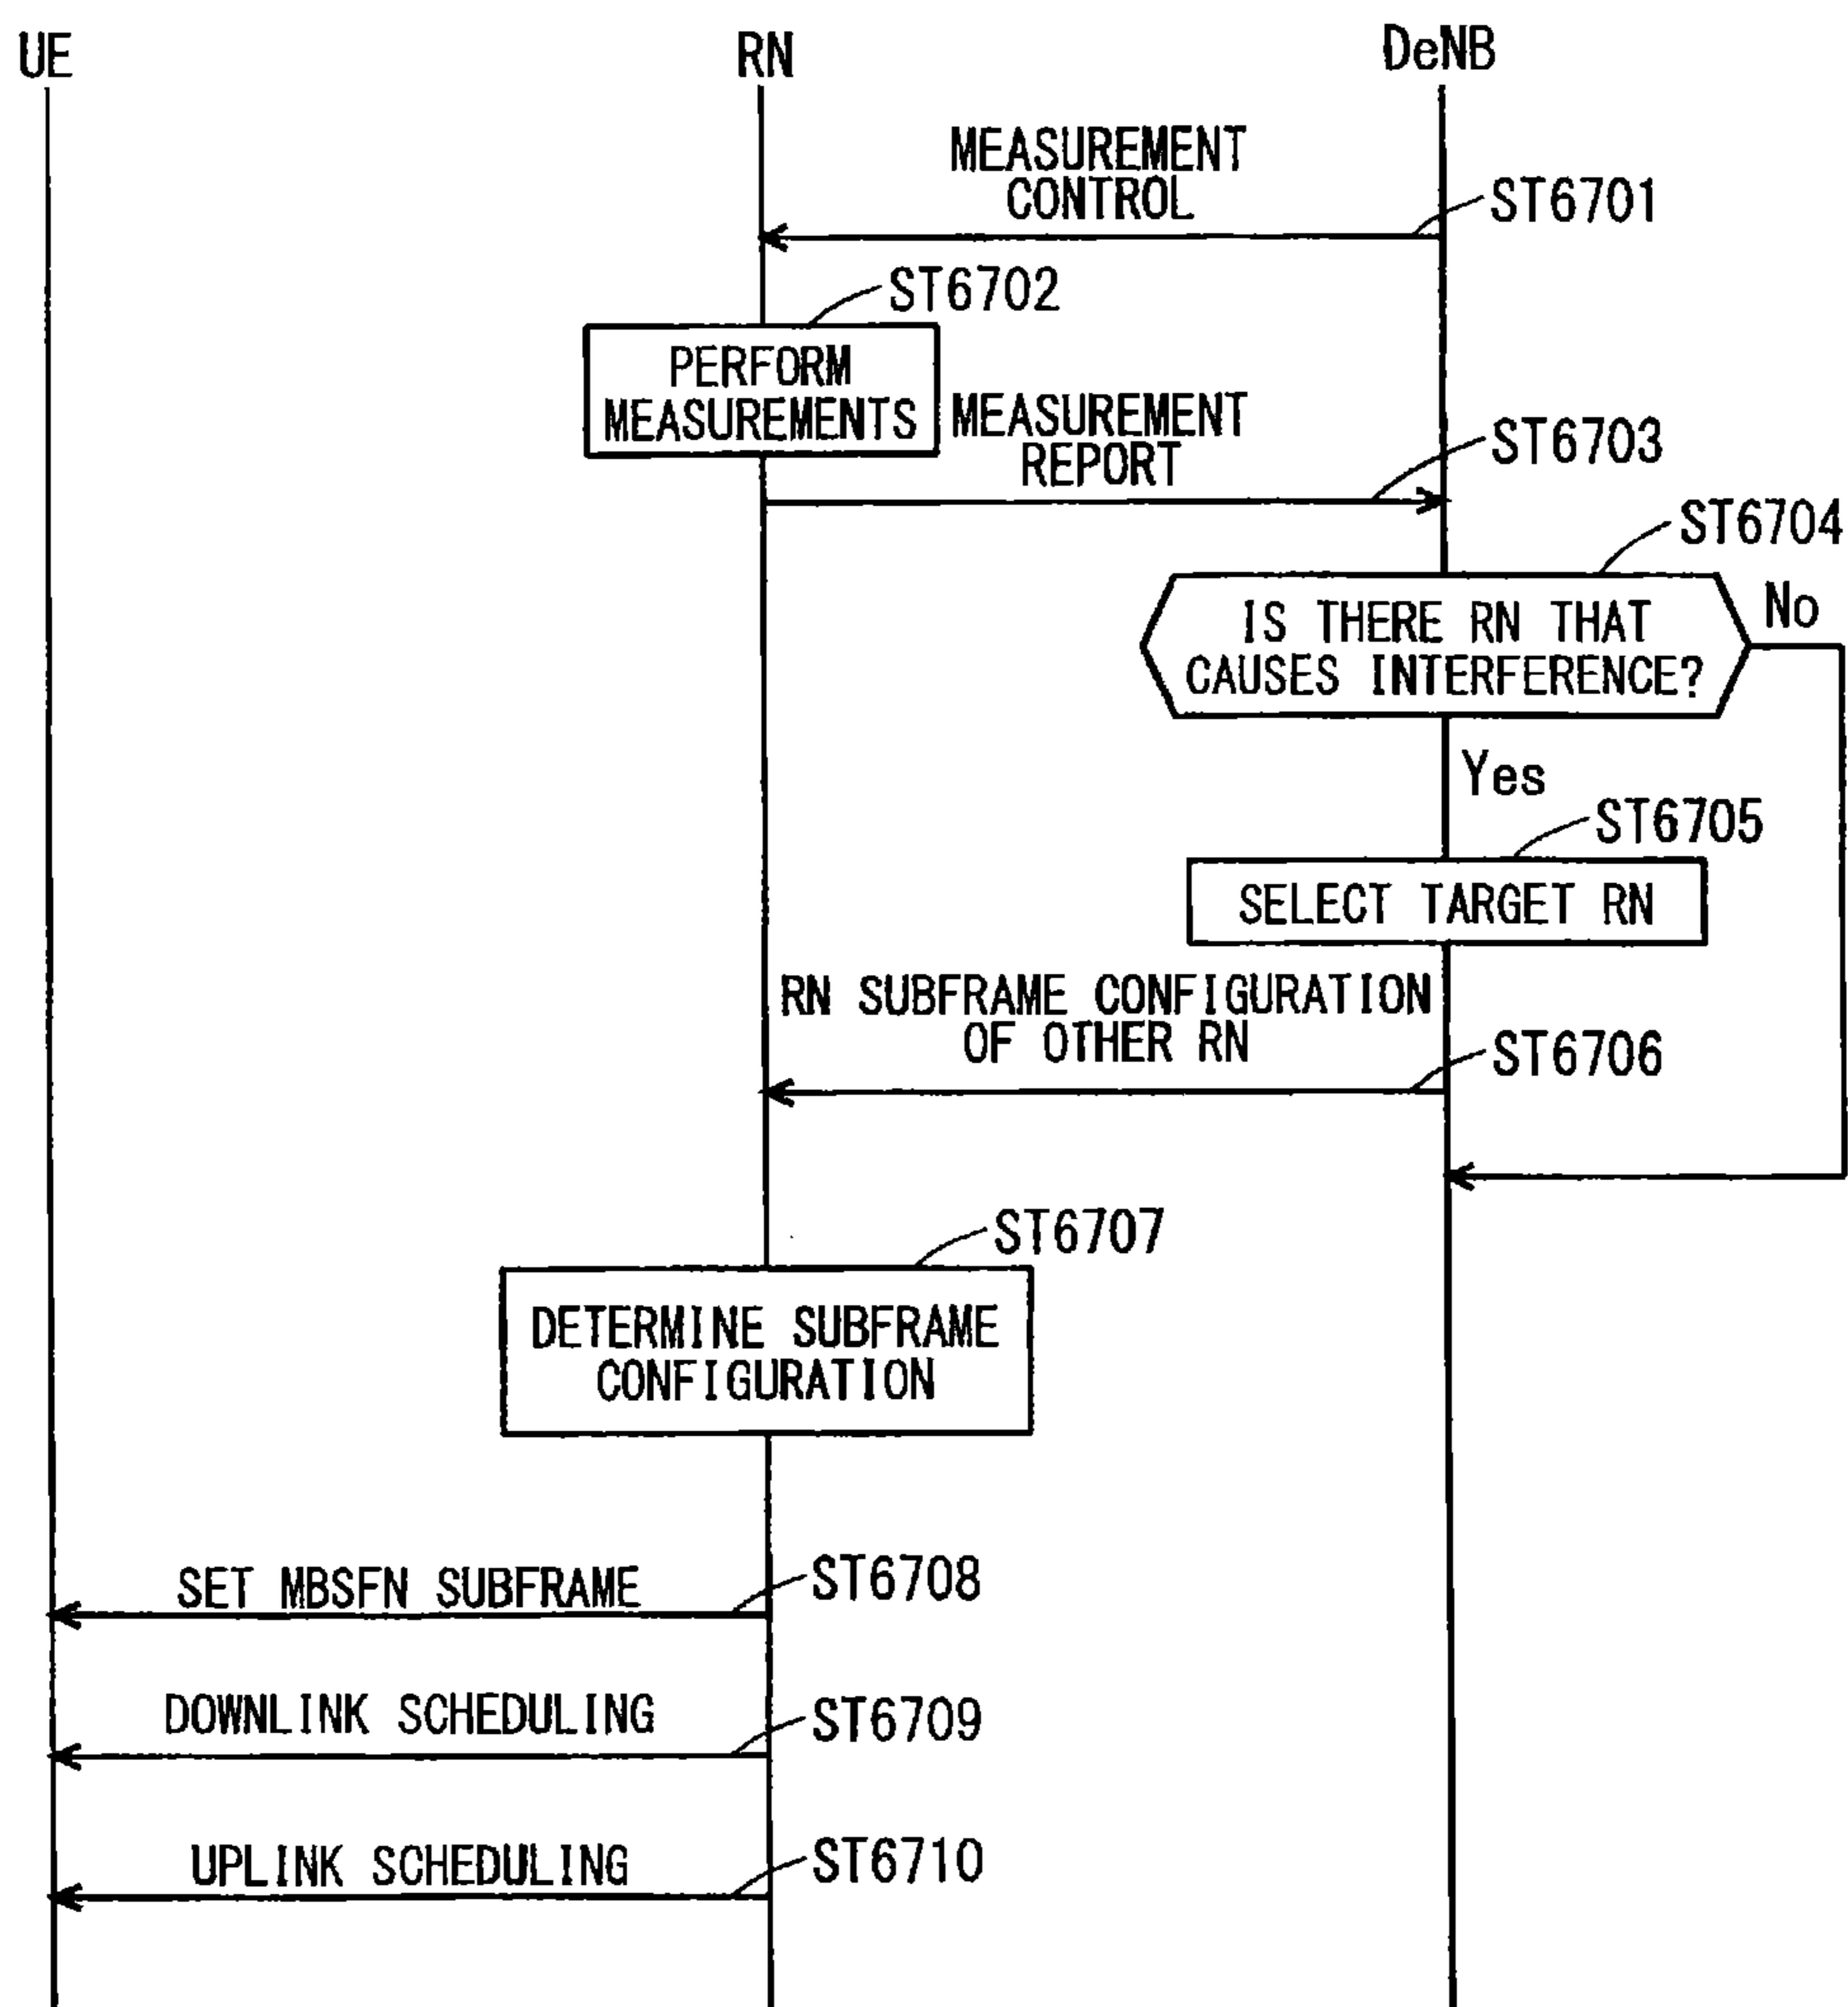 UE
RN
DeNB
MEASUREMENT
CONTROL
ST6701
ST6702
PERFORM
MEASUREMENTS
MEASUREMENT
REPORT
ST6703
ST6704
IS THERE RN THAT
CAUSES INTERFERENCE?
No
Yes
ST6705
SELECT TARGET RN
RN SUBFRAME CONFIGURATION
OF OTHER RN
ST6706
ST6707
DETERMINE SUBFRAME
CONFIGURATION
SET MBSFN SUBFRAME
ST6708
DOWNLINK SCHEDULING
ST6709
UPLINK SCHEDULING
ST6710